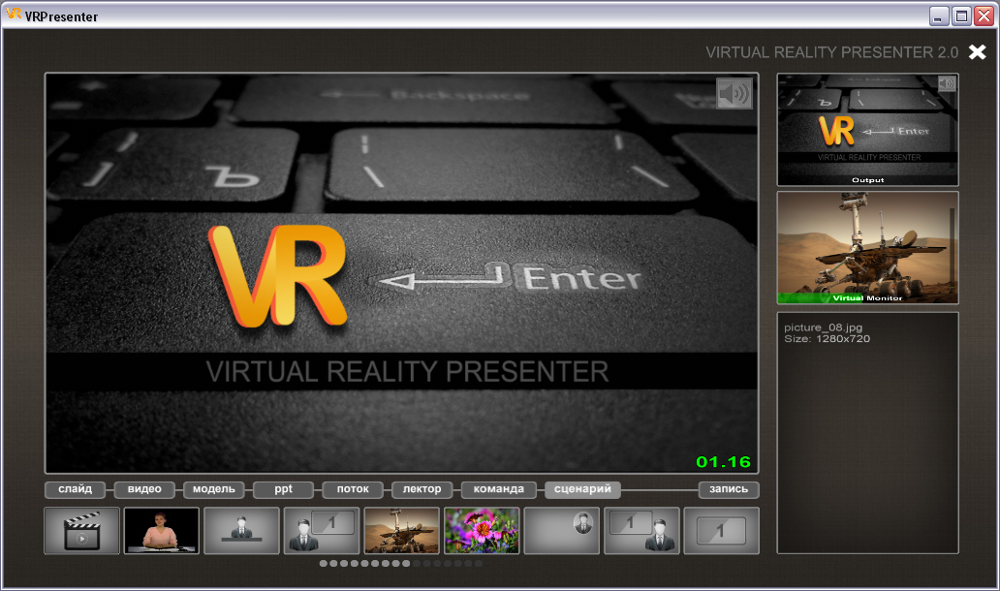 VR VRPresenter
VIRTUAL REALITY PRESENTER 2.0
Backspace
Ъ
VR Enter
VIRTUAL REALITY PRESENTER
01.16
Ъ
VR Enter
VIRTUAL REALITY PRESENTER
Output
Virtual Monitor
picture_08.jpg
Size: 1280x720
слайд видео модель ppt поток лектор команда сценарий запись
1 1 1